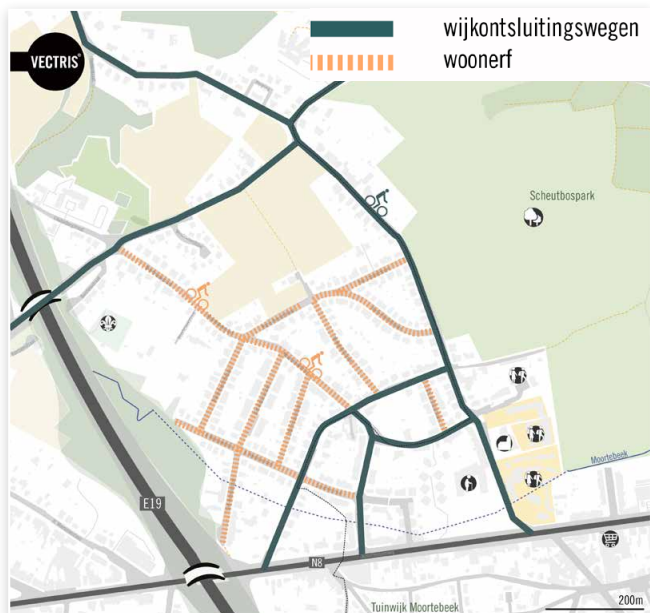 wijkontsluitingswegen
woonerf
VECTRIS®
Scheutbospark
Moortebeek
E19
N8
Tuinwijk Moortebeek
200m